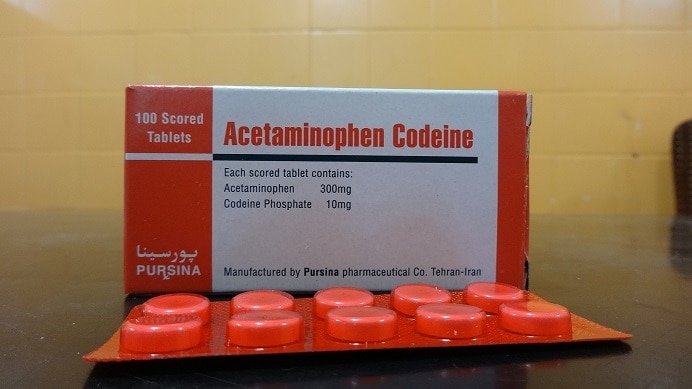 100 Scored
Tablets
Acetaminophen Codeine
Each scored tablet contains:
Acetaminophen 300mg
Codeine Phosphate 10mg
پورسینا
PURSINA
Manufactured by Pursina pharmaceutical Co. Tehran-Iran